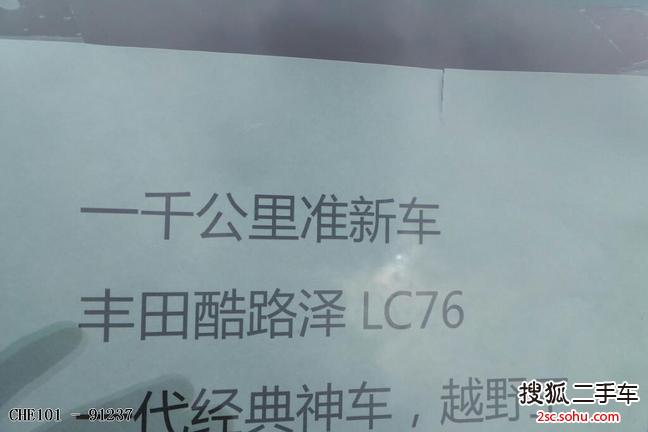 一千公里准新车
丰田酷路泽 LC76
一代经典神车，越野
CHE101 - 91237
搜狐二手车
2sc.sohu.com